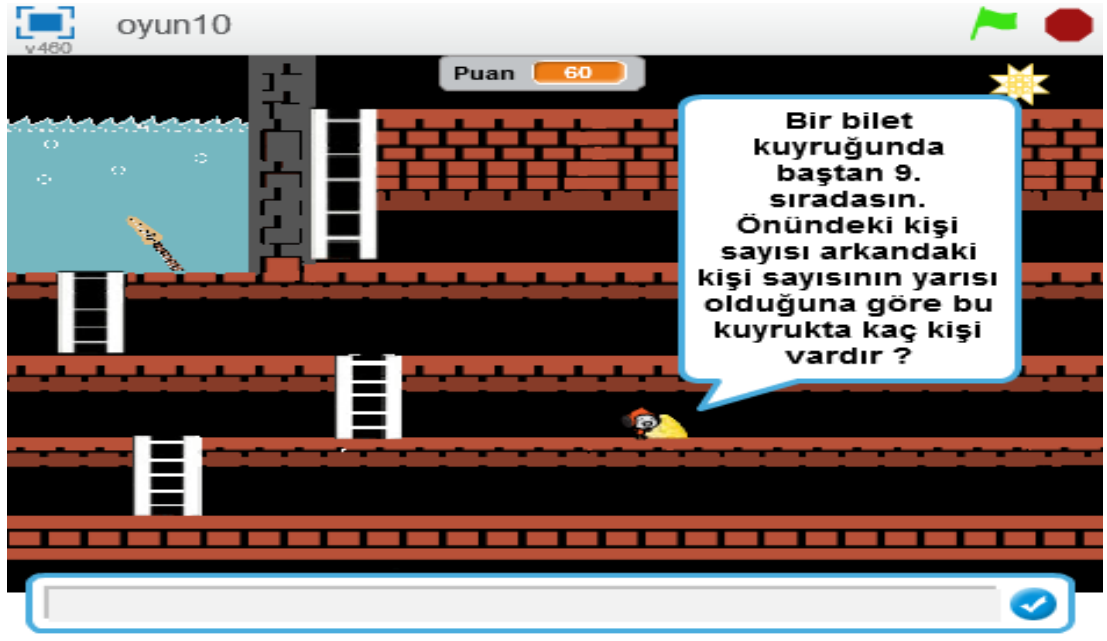 oyun10
v460
Puan 60
Bir bilet
kuyruğunda
baştan 9.
sıradasın.
Önündeki kişi
sayısı arkandaki
kişi sayısının yarısı
olduğuna göre bu
kuyrukta kaç kişi
vardır ?